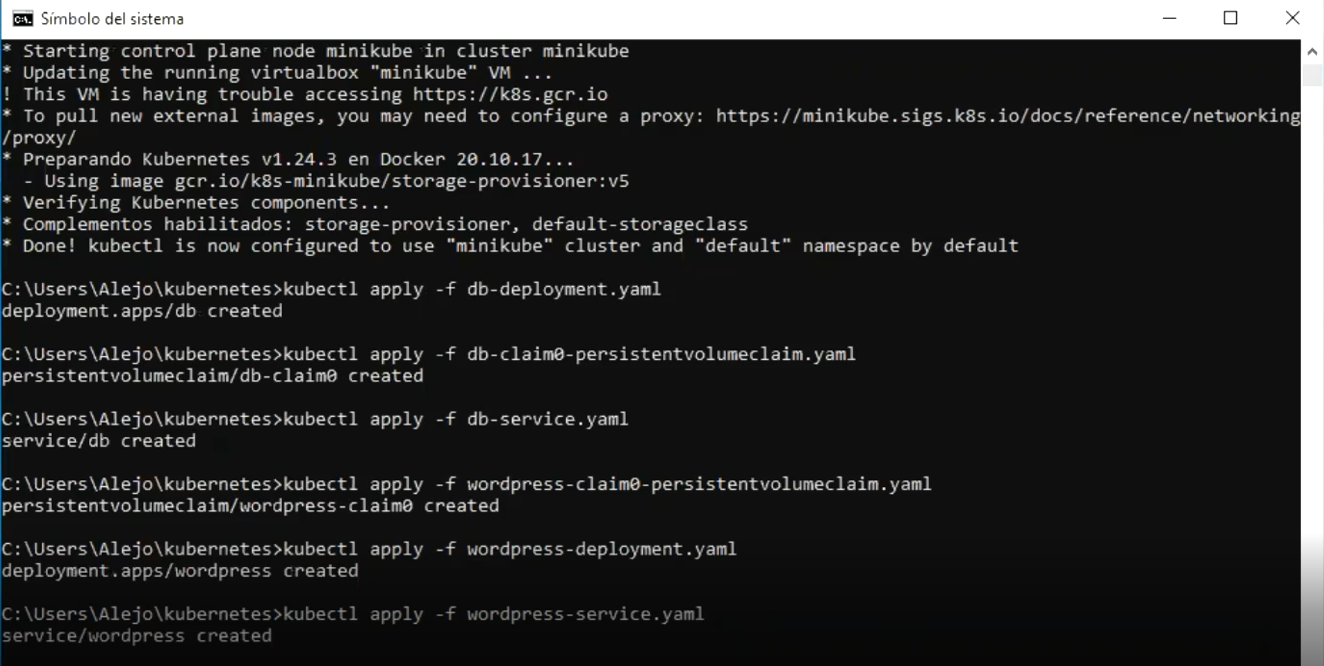 Símbolo del sistema
* Starting control plane node minikube in cluster minikube
* Updating the running virtualbox "minikube" VM ...
! This VM is having trouble accessing https://k8s.gcr.io
* To pull new external images, you may need to configure a proxy: https://minikube.sigs.k8s.io/docs/reference/networking
/proxy/
* Preparando Kubernetes v1.24.3 en Docker 20.10.17...
  - Using image gcr.io/k8s-minikube/storage-provisioner:v5
* Verifying Kubernetes components...
* Complementos habilitados: storage-provisioner, default-storageclass
* Done! kubectl is now configured to use "minikube" cluster and "default" namespace by default
C:\Users\Alejo\kubernetes>kubectl apply -f db-deployment.yaml
deployment.apps/db created
C:\Users\Alejo\kubernetes>kubectl apply -f db-claim0-persistentvolumeclaim.yaml
persistentvolumeclaim/db-claim0 created
C:\Users\Alejo\kubernetes>kubectl apply -f db-service.yaml
service/db created
C:\Users\Alejo\kubernetes>kubectl apply -f wordpress-claim0-persistentvolumeclaim.yaml
persistentvolumeclaim/wordpress-claim0 created
C:\Users\Alejo\kubernetes>kubectl apply -f wordpress-deployment.yaml
deployment.apps/wordpress created
C:\Users\Alejo\kubernetes>kubectl apply -f wordpress-service.yaml
service/wordpress created